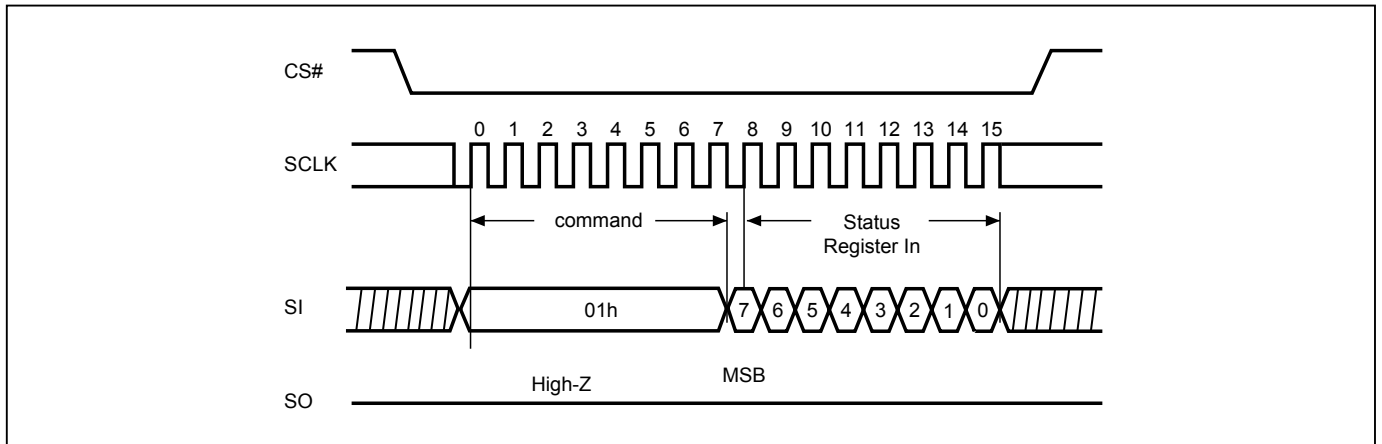 CS#
0 1 2 3 4 5 6 7 8 9 10 11 12 13 14 15
SCLK
command
Status
Register In
SI
01h
7 6 5 4 3 2 1 0
High-Z
MSB
SO